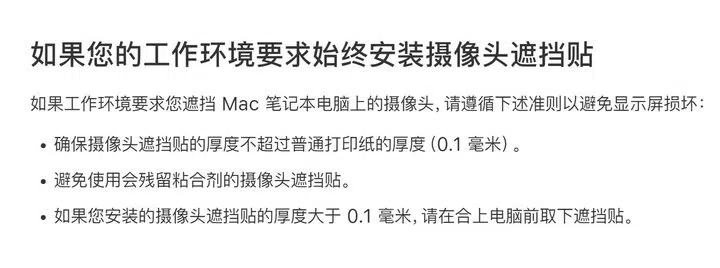 如果您的工作环境要求始终安装摄像头遮挡贴
如果工作环境要求您遮挡 Mac 笔记本电脑上的摄像头，请遵循下述准则以避免显示屏损坏：
• 确保摄像头遮挡贴的厚度不超过普通打印纸的厚度（0.1 毫米）。
• 避免使用会残留粘合剂的摄像头遮挡贴。
• 如果您安装的摄像头遮挡贴的厚度大于 0.1 毫米，请在合上电脑前取下遮挡贴。